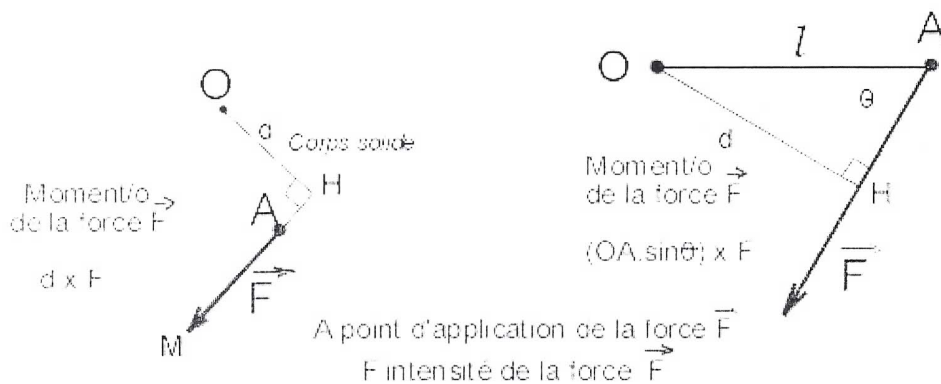 O
d
Corps solide
H
A
Moment/o
de la force F
d x F
F
M
O
l
A
θ
d
H
Moment/o
de la force F
(OA.sinθ) x F
F
A point d'application de la force F
F intensité de la force F